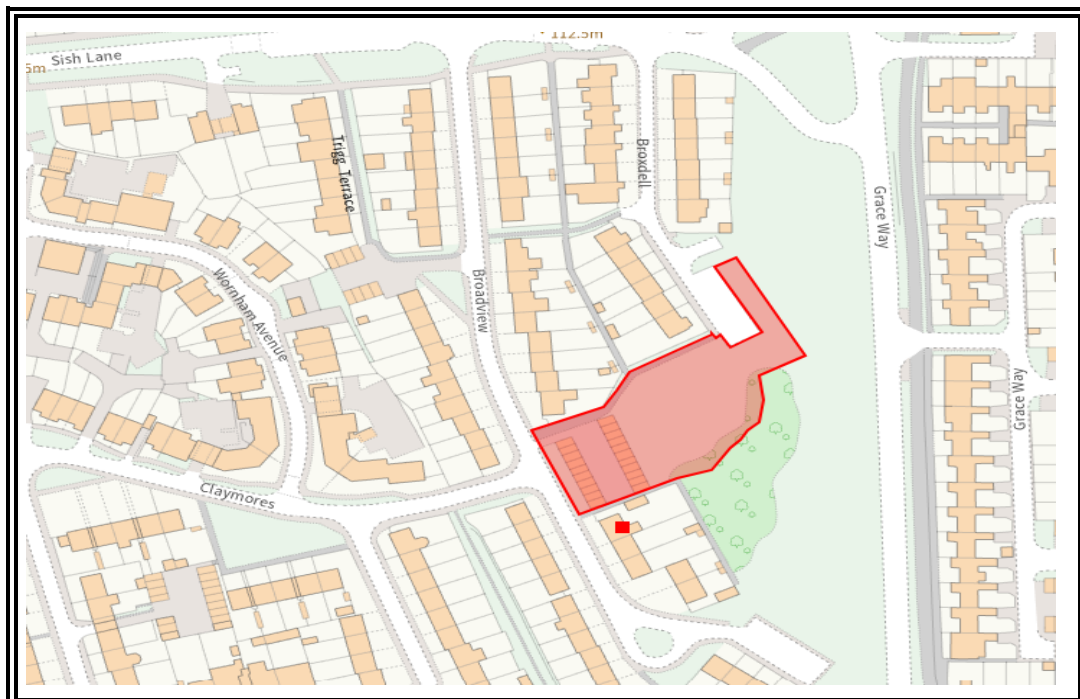 112.5m
Sish Lane
5m
Trigg Terrace
Broxdell
Grace Way
Broadview
Wornham Avenue
Grace Way
Claymores